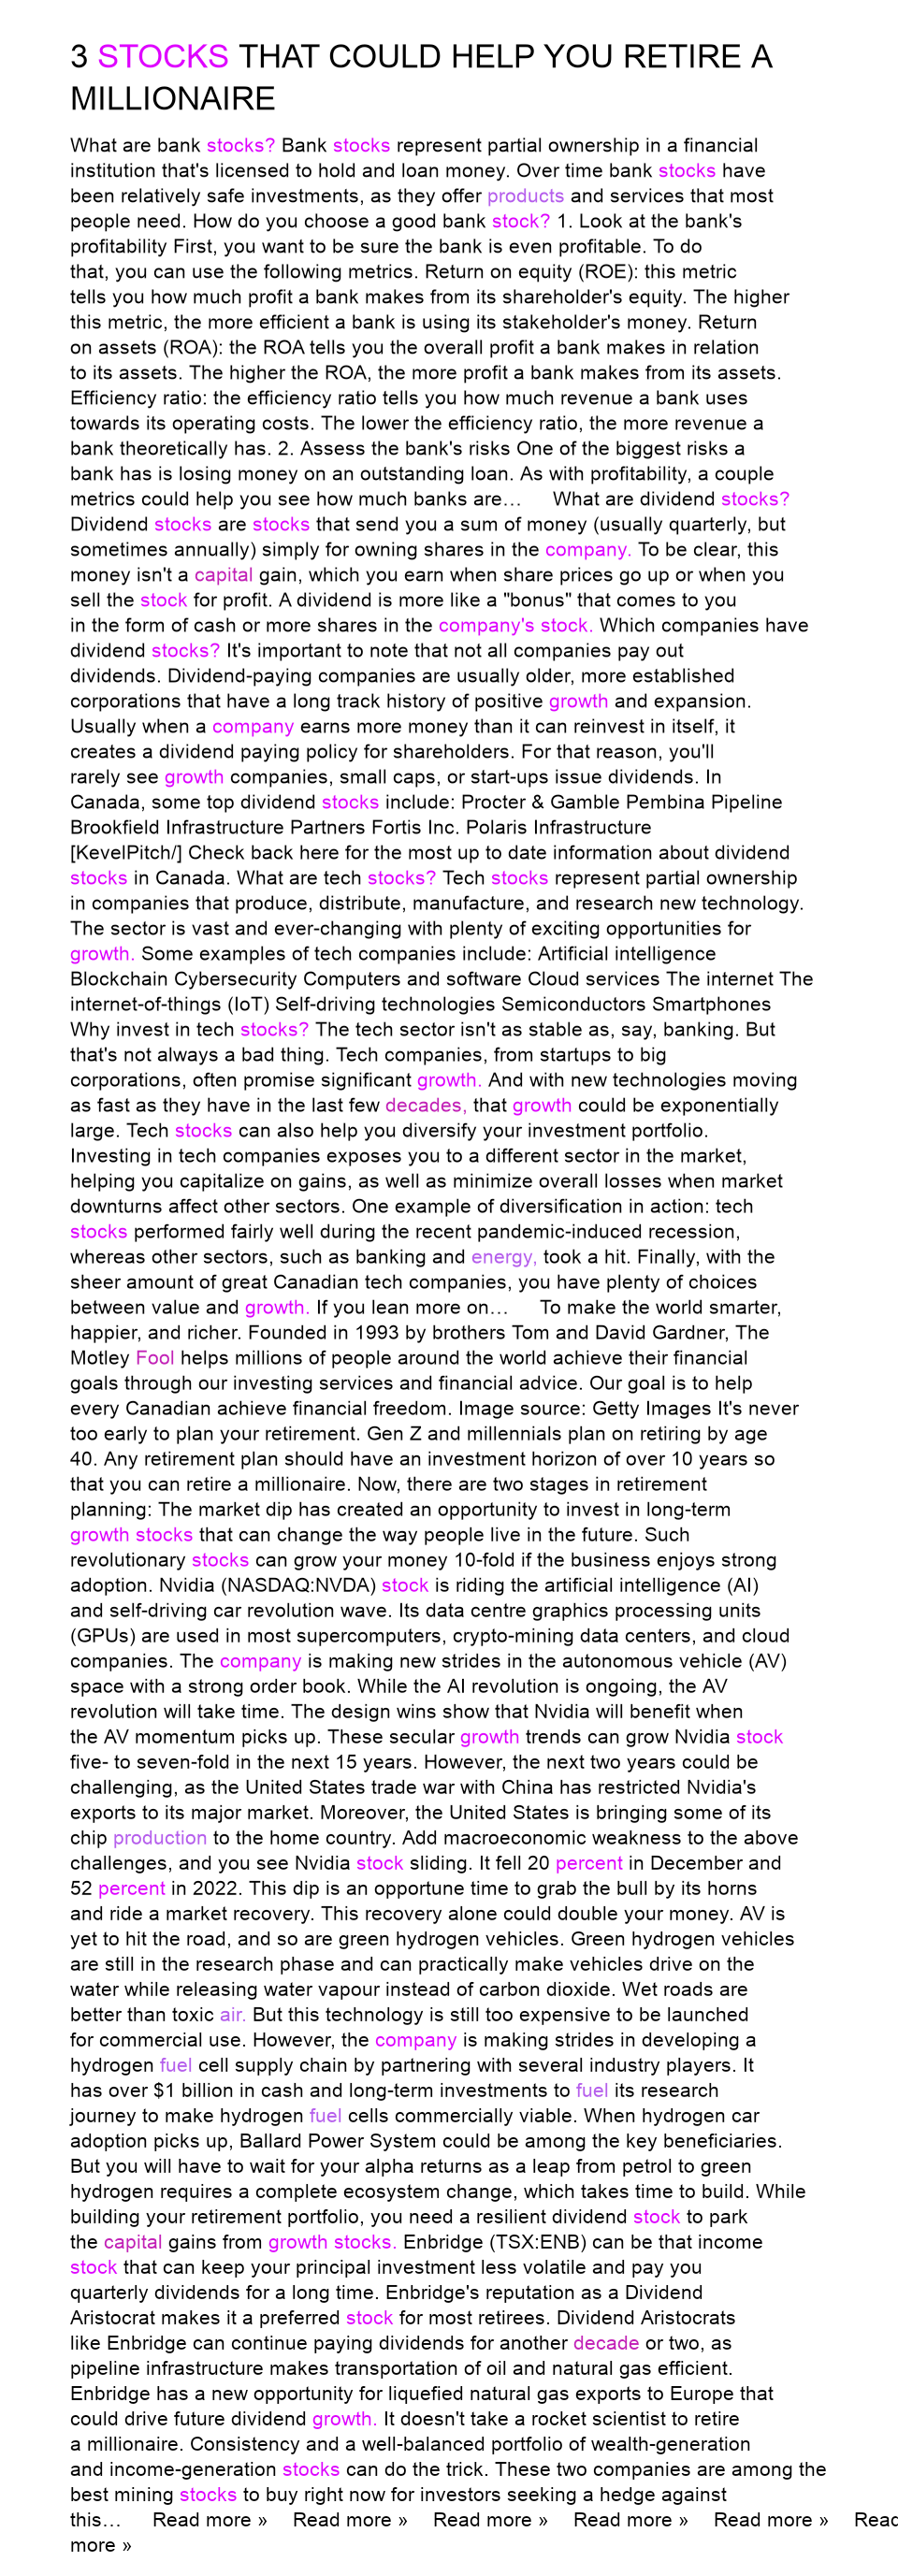 3 STOCKS THAT COULD HELP YOU RETIRE A
MILLIONAIRE
What are bank stocks? Bank stocks represent partial ownership in a financial
institution that's licensed to hold and loan money. Over time bank stocks have
been relatively safe investments, as they offer products and services that most
people need. How do you choose a good bank stock? 1. Look at the bank's
profitability First, you want to be sure the bank is even profitable. To do
that, you can use the following metrics. Return on equity (ROE): this metric
tells you how much profit a bank makes from its shareholder's equity. The higher
this metric, the more efficient a bank is using its stakeholder's money. Return
on assets (ROA): the ROA tells you the overall profit a bank makes in relation
to its assets. The higher the ROA, the more profit a bank makes from its assets.
Efficiency ratio: the efficiency ratio tells you how much revenue a bank uses
towards its operating costs. The lower the efficiency ratio, the more revenue a
bank theoretically has. 2. Assess the bank's risks One of the biggest risks a
bank has is losing money on an outstanding loan. As with profitability, a couple
metrics could help you see how much banks are… What are dividend stocks?
Dividend stocks are stocks that send you a sum of money (usually quarterly, but
sometimes annually) simply for owning shares in the company. To be clear, this
money isn't a capital gain, which you earn when share prices go up or when you
sell the stock for profit. A dividend is more like a "bonus" that comes to you
in the form of cash or more shares in the company's stock. Which companies have
dividend stocks? It's important to note that not all companies pay out
dividends. Dividend-paying companies are usually older, more established
corporations that have a long track history of positive growth and expansion.
Usually when a company earns more money than it can reinvest in itself, it
creates a dividend paying policy for shareholders. For that reason, you'll
rarely see growth companies, small caps, or start-ups issue dividends. In
Canada, some top dividend stocks include: Procter & Gamble Pembina Pipeline
Brookfield Infrastructure Partners Fortis Inc. Polaris Infrastructure
[KevelPitch/] Check back here for the most up to date information about dividend
stocks in Canada. What are tech stocks? Tech stocks represent partial ownership
in companies that produce, distribute, manufacture, and research new technology.
The sector is vast and ever-changing with plenty of exciting opportunities for
growth. Some examples of tech companies include: Artificial intelligence
Blockchain Cybersecurity Computers and software Cloud services The internet The
internet-of-things (IoT) Self-driving technologies Semiconductors Smartphones
Why invest in tech stocks? The tech sector isn't as stable as, say, banking. But
that's not always a bad thing. Tech companies, from startups to big
corporations, often promise significant growth. And with new technologies moving
as fast as they have in the last few decades, that growth could be exponentially
large. Tech stocks can also help you diversify your investment portfolio.
Investing in tech companies exposes you to a different sector in the market,
helping you capitalize on gains, as well as minimize overall losses when market
downturns affect other sectors. One example of diversification in action: tech
stocks performed fairly well during the recent pandemic-induced recession,
whereas other sectors, such as banking and energy, took a hit. Finally, with the
sheer amount of great Canadian tech companies, you have plenty of choices
between value and growth. If you lean more on… To make the world smarter,
happier, and richer. Founded in 1993 by brothers Tom and David Gardner, The
Motley Fool helps millions of people around the world achieve their financial
goals through our investing services and financial advice. Our goal is to help
every Canadian achieve financial freedom. Image source: Getty Images It's never
too early to plan your retirement. Gen Z and millennials plan on retiring by age
40. Any retirement plan should have an investment horizon of over 10 years so
that you can retire a millionaire. Now, there are two stages in retirement
planning: The market dip has created an opportunity to invest in long-term
growth stocks that can change the way people live in the future. Such
revolutionary stocks can grow your money 10-fold if the business enjoys strong
adoption. Nvidia (NASDAQ:NVDA) stock is riding the artificial intelligence (AI)
and self-driving car revolution wave. Its data centre graphics processing units
(GPUs) are used in most supercomputers, crypto-mining data centers, and cloud
companies. The company is making new strides in the autonomous vehicle (AV)
space with a strong order book. While the AI revolution is ongoing, the AV
revolution will take time. The design wins show that Nvidia will benefit when
the AV momentum picks up. These secular growth trends can grow Nvidia stock
five- to seven-fold in the next 15 years. However, the next two years could be
challenging, as the United States trade war with China has restricted Nvidia's
exports to its major market. Moreover, the United States is bringing some of its
chip production to the home country. Add macroeconomic weakness to the above
challenges, and you see Nvidia stock sliding. It fell 20 percent in December and
52 percent in 2022. This dip is an opportune time to grab the bull by its horns
and ride a market recovery. This recovery alone could double your money. AV is
yet to hit the road, and so are green hydrogen vehicles. Green hydrogen vehicles
are still in the research phase and can practically make vehicles drive on the
water while releasing water vapour instead of carbon dioxide. Wet roads are
better than toxic air. But this technology is still too expensive to be launched
for commercial use. However, the company is making strides in developing a
hydrogen fuel cell supply chain by partnering with several industry players. It
has over $1 billion in cash and long-term investments to fuel its research
journey to make hydrogen fuel cells commercially viable. When hydrogen car
adoption picks up, Ballard Power System could be among the key beneficiaries.
But you will have to wait for your alpha returns as a leap from petrol to green
hydrogen requires a complete ecosystem change, which takes time to build. While
building your retirement portfolio, you need a resilient dividend stock to park
the capital gains from growth stocks. Enbridge (TSX:ENB) can be that income
stock that can keep your principal investment less volatile and pay you
quarterly dividends for a long time. Enbridge's reputation as a Dividend
Aristocrat makes it a preferred stock for most retirees. Dividend Aristocrats
like Enbridge can continue paying dividends for another decade or two, as
pipeline infrastructure makes transportation of oil and natural gas efficient.
Enbridge has a new opportunity for liquefied natural gas exports to Europe that
could drive future dividend growth. It doesn't take a rocket scientist to retire
a millionaire. Consistency and a well-balanced portfolio of wealth-generation
and income-generation stocks can do the trick. These two companies are among the
best mining stocks to buy right now for investors seeking a hedge against
this… Read more » Read more » Read more » Read more » Read more » Read
more »